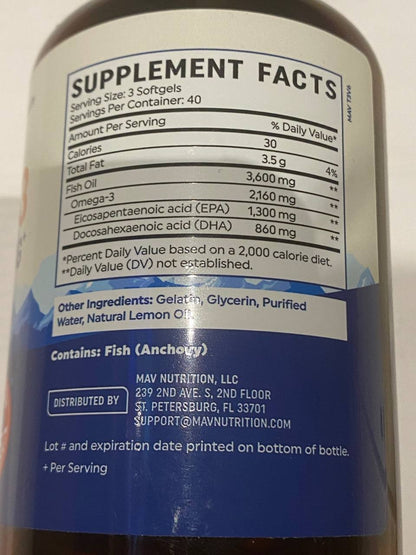 SUPPLEMENT FACTS
Serving Size: 3 Softgels
Servings Per Container: 40
Amount Per Serving % Daily Value*
Calories 30
Total Fat 3.5 g 4%
Fish Oil 3,600 mg **
Omega-3 2,160 mg **
Eicosapentaenoic acid (EPA) 1,300 mg **
Docosahexaenoic acid (DHA) 860 mg **
*Percent Daily Value based on a 2,000 calorie diet.
**Daily Value (DV) not established.
MAV T3V6
Other Ingredients: Gelatin, Glycerin, Purified
Water, Natural Lemon Oil.
Contains: Fish (Anchovy)
DISTRIBUTED BY
MAV NUTRITION, LLC
239 2ND AVE. S, 2ND FLOOR
ST. PETERSBURG, FL 33701
SUPPORT@MAVNUTRITION.COM
Lot # and expiration date printed on bottom of bottle.
+ Per Serving